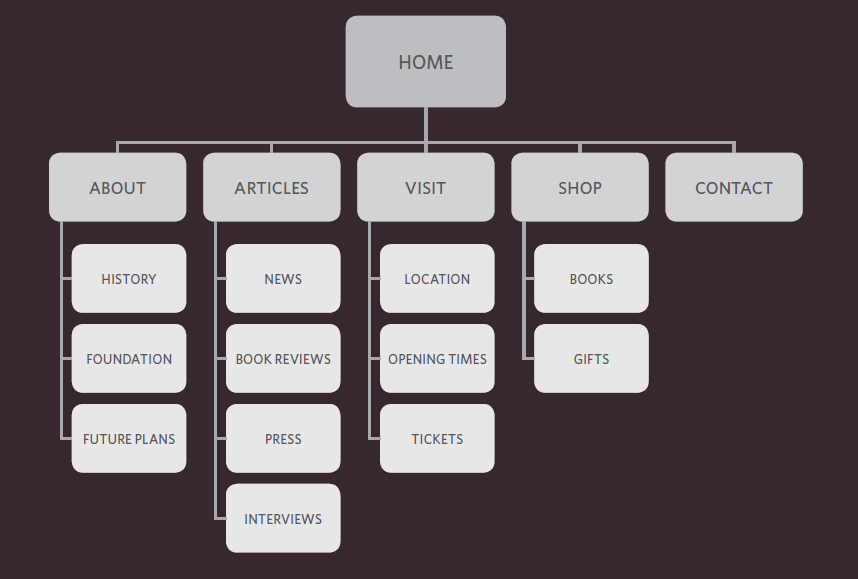 HOME
ABOUT
ARTICLES
VISIT
SHOP
CONTACT
HISTORY
FOUNDATION
FUTURE PLANS
NEWS
BOOK REVIEWS
PRESS
INTERVIEWS
LOCATION
OPENING TIMES
TICKETS
BOOKS
GIFTS